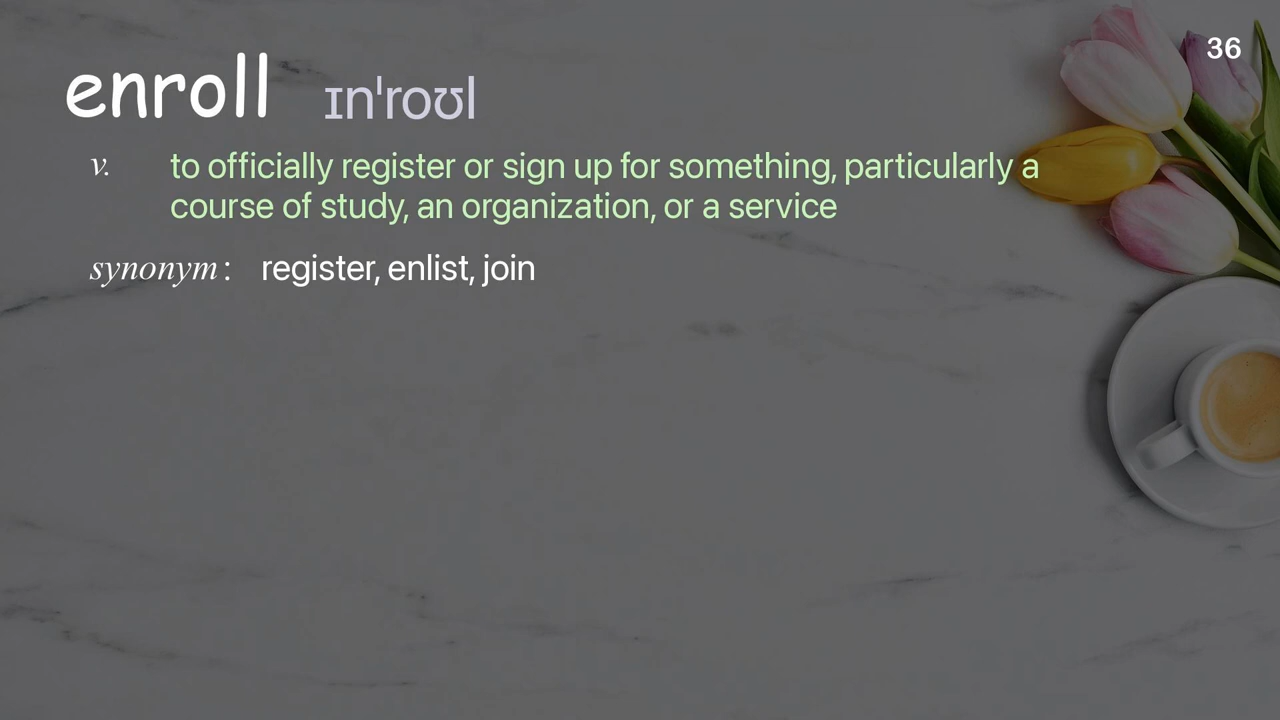 36
enroll ɪnˈroʊl
v. to officially register or sign up for something, particularly a
course of study, an organization, or a service
synonym : register, enlist, join